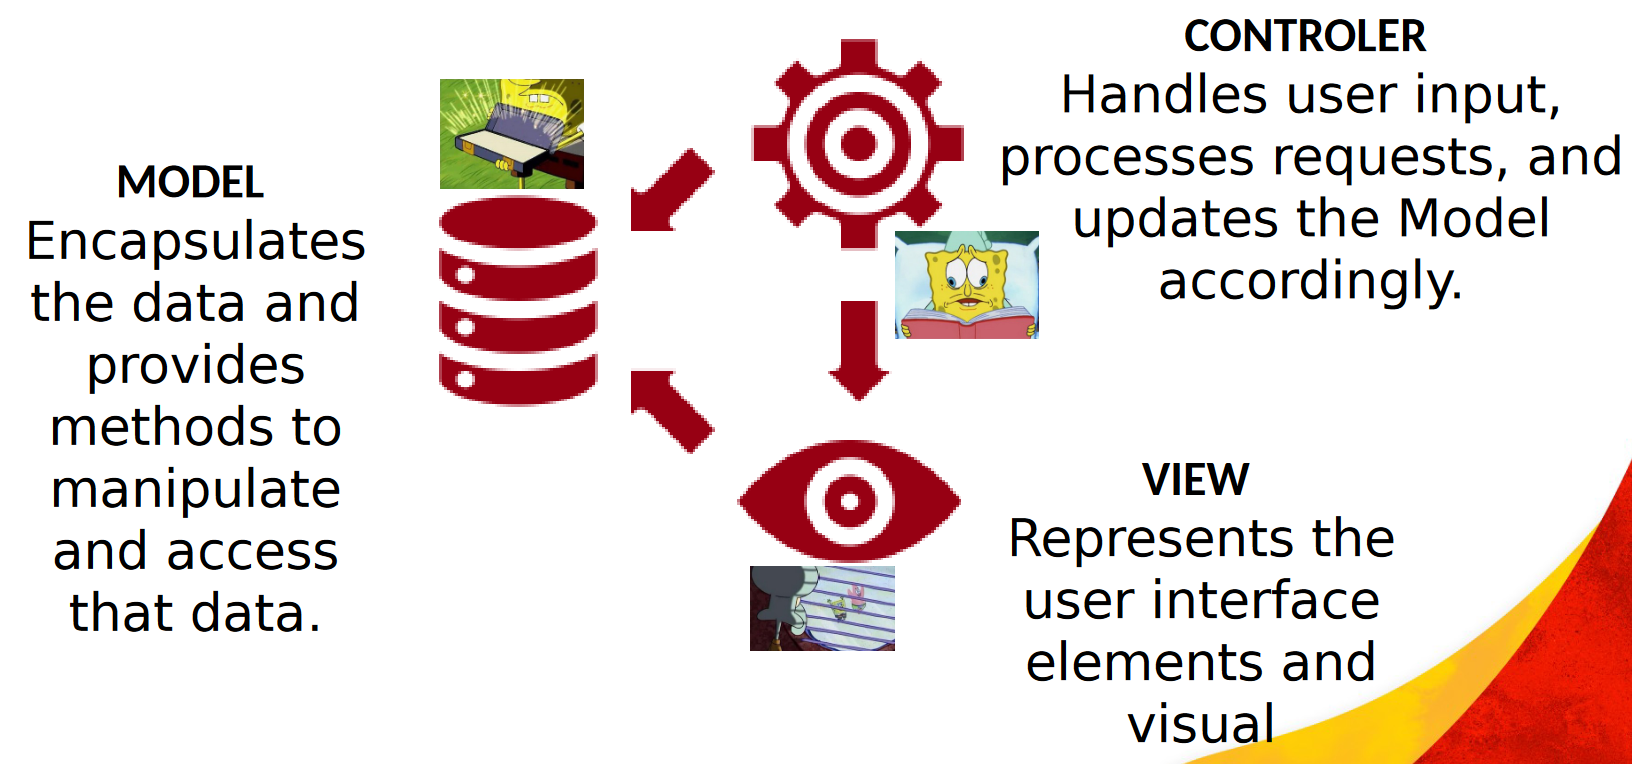 MODEL
Encapsulates
the data and
provides
methods to
manipulate
and access
that data.
CONTROLER
Handles user input,
processes requests, and
updates the Model
accordingly.
VIEW
Represents the
user interface
elements and
visual